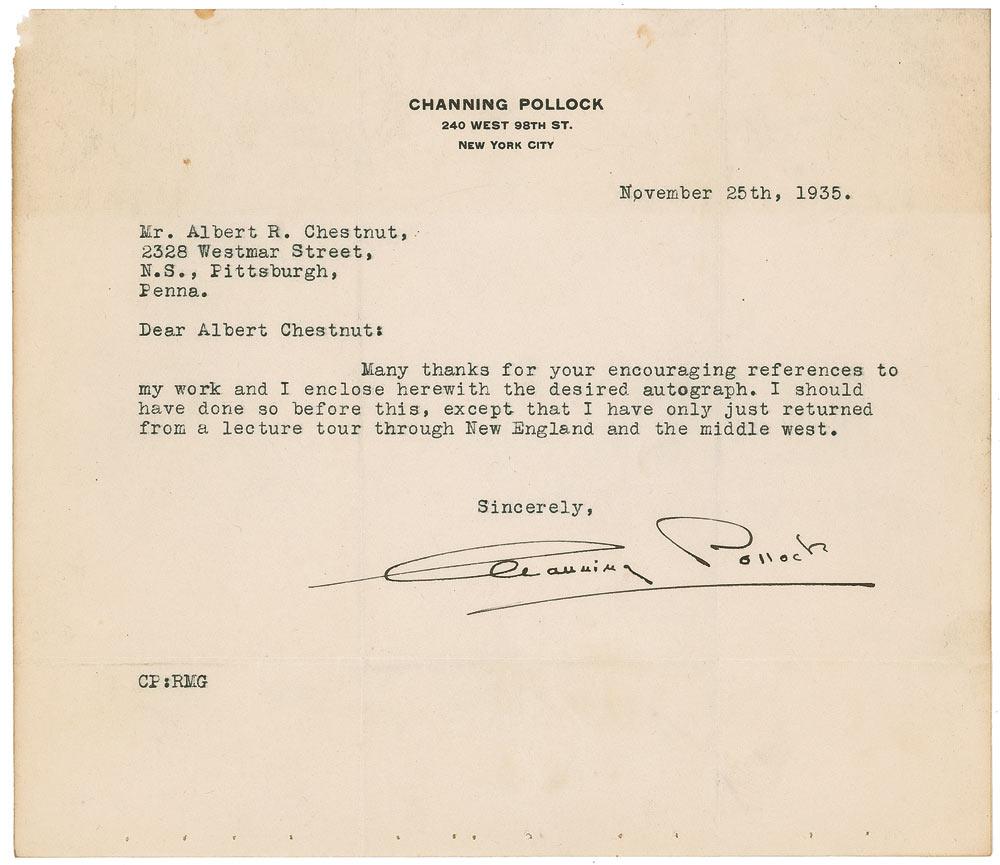 CHANNING POLLOCK
240 WEST 98TH ST.
NEW YORK CITY
November 25th, 1935.
Mr. Albert R. Chestnut,
2328 Westmar Street,
N.S., Pittsburgh,
Penna.
Dear Albert Chestnut:
Many thanks for your encouraging references to
my work and I enclose herewith the desired autograph. I should
have done so before this, except that I have only just returned
from a lecture tour through New England and the middle west.
Sincerely,
Channing Pollock
CP:RMG